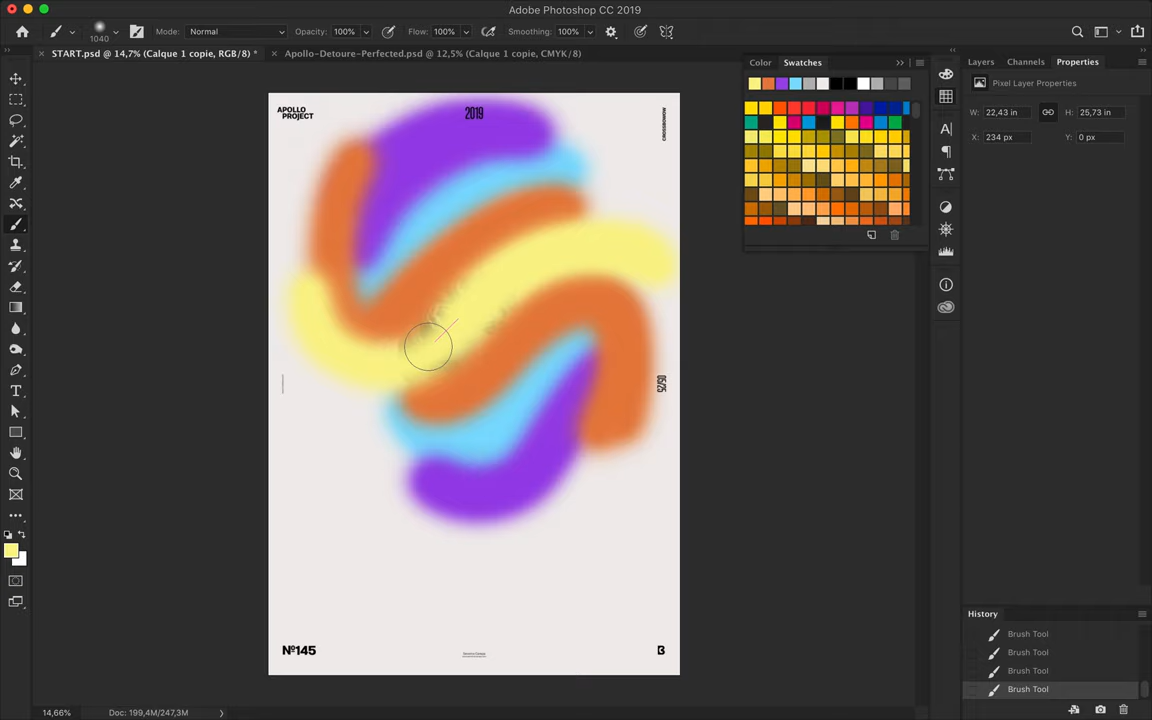 Adobe Photoshop CC 2019
1040
Mode: Normal
Opacity: 100%
Flow: 100%
Smoothing: 100%
START.psd @ 14,7% (Calque 1 copie, RGB/8) *
Apollo-Detoure-Perfected.psd @ 12,5% (Calque 1 copie, CMYK/8)
Color
Swatches
Layers
Channels
Properties
Pixel Layer Properties
W: 22,43 in
H: 25,73 in
X: 234 px
Y: 0 px
APOLLO
PROJECT
2019
CROSSBOWOW
05/25
Nº145
B
History
Brush Tool
Brush Tool
Brush Tool
Brush Tool
14,66%
Doc: 199,4M/247,3M